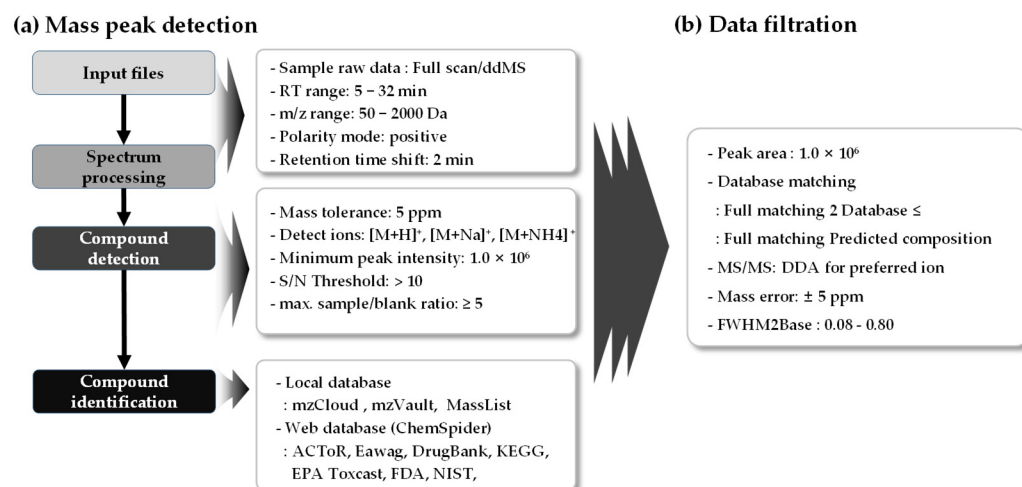 (a) Mass peak detection
Input files
Spectrum
processing
Compound
detection
Compound
identification
- Sample raw data : Full scan/ddMS
- RT range: 5 – 32 min
- m/z range: 50 – 2000 Da
- Polarity mode: positive
- Retention time shift: 2 min
- Mass tolerance: 5 ppm
- Detect ions: [M+H]⁺, [M+Na]⁺, [M+NH4]⁺
- Minimum peak intensity: 1.0 × 10⁶
- S/N Threshold: > 10
- max. sample/blank ratio: ≥ 5
- Local database
: mzCloud , mzVault, MassList
- Web database (ChemSpider)
: ACToR, Eawag, DrugBank, KEGG,
EPA Toxcast, FDA, NIST,
(b) Data filtration
- Peak area : 1.0 × 10⁶
- Database matching
: Full matching 2 Database ≤
: Full matching Predicted composition
- MS/MS: DDA for preferred ion
- Mass error: ± 5 ppm
- FWHM2Base : 0.08 - 0.80